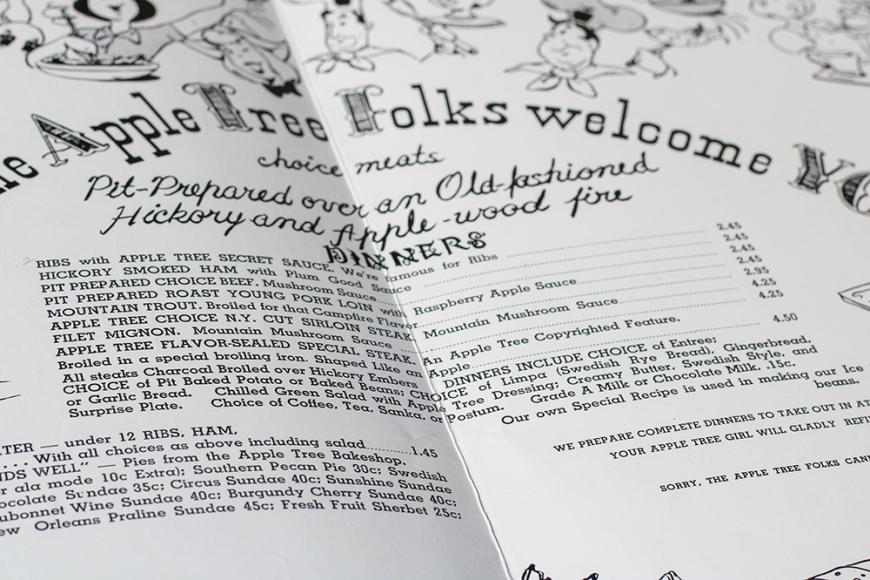 he Apple Tree Folks welcome Yo
choice meats
Pit-Prepared over an Old-fashioned
Hickory and Apple-wood fire
DINNERS
RIBS with APPLE TREE SECRET SAUCE. We're famous for Ribs 2.45
HICKORY SMOKED HAM with Plum Good Sauce 2.45
PIT PREPARED CHOICE BEEF. Mushroom Sauce 2.45
PIT PREPARED ROAST YOUNG PORK LOIN with Raspberry Apple Sauce 2.45
MOUNTAIN TROUT. Broiled for that Campfire Flavor 2.95
APPLE TREE CHOICE N.Y. CUT SIRLOIN STEAK Mountain Mushroom Sauce 4.25
FILET MIGNON. Mountain Mushroom Sauce 4.25
APPLE TREE FLAVOR-SEALED SPECIAL STEAK. An Apple Tree Copyrighted Feature.
Broiled in a special broiling iron. Shaped Like an Apple 4.50
All steaks Charcoal Broiled over Hickory Embers DINNERS INCLUDE CHOICE of Entree:
CHOICE of Pit Baked Potato or Baked Beans; CHOICE of Limpa (Swedish Rye Bread), Gingerbread,
or Garlic Bread. Chilled Green Salad with Apple Tree Dressing; Creamy Butter, Swedish Style, and
Surprise Plate. Choice of Coffee, Tea, Sanka, or Postum. Grade A Milk or Chocolate Milk, .15c.
Our own Special Recipe is used in making our Ice
beans.
ATER — under 12 RIBS, HAM,
.... With all choices as above including salad........1.45
NDS WELL" — Pies from the Apple Tree Bakeshop.
r ala mode 10c Extra); Southern Pecan Pie 30c; Swedish
ocolate Sundae 35c; Circus Sundae 40c; Sunshine Sundae
ubonnet Wine Sundae 40c; Burgundy Cherry Sundae 40c;
ew Orleans Praline Sundae 45c; Fresh Fruit Sherbet 25c;
WE PREPARE COMPLETE DINNERS TO TAKE OUT IN AT
YOUR APPLE TREE GIRL WILL GLADLY REFI
SORRY, THE APPLE TREE FOLKS CANN